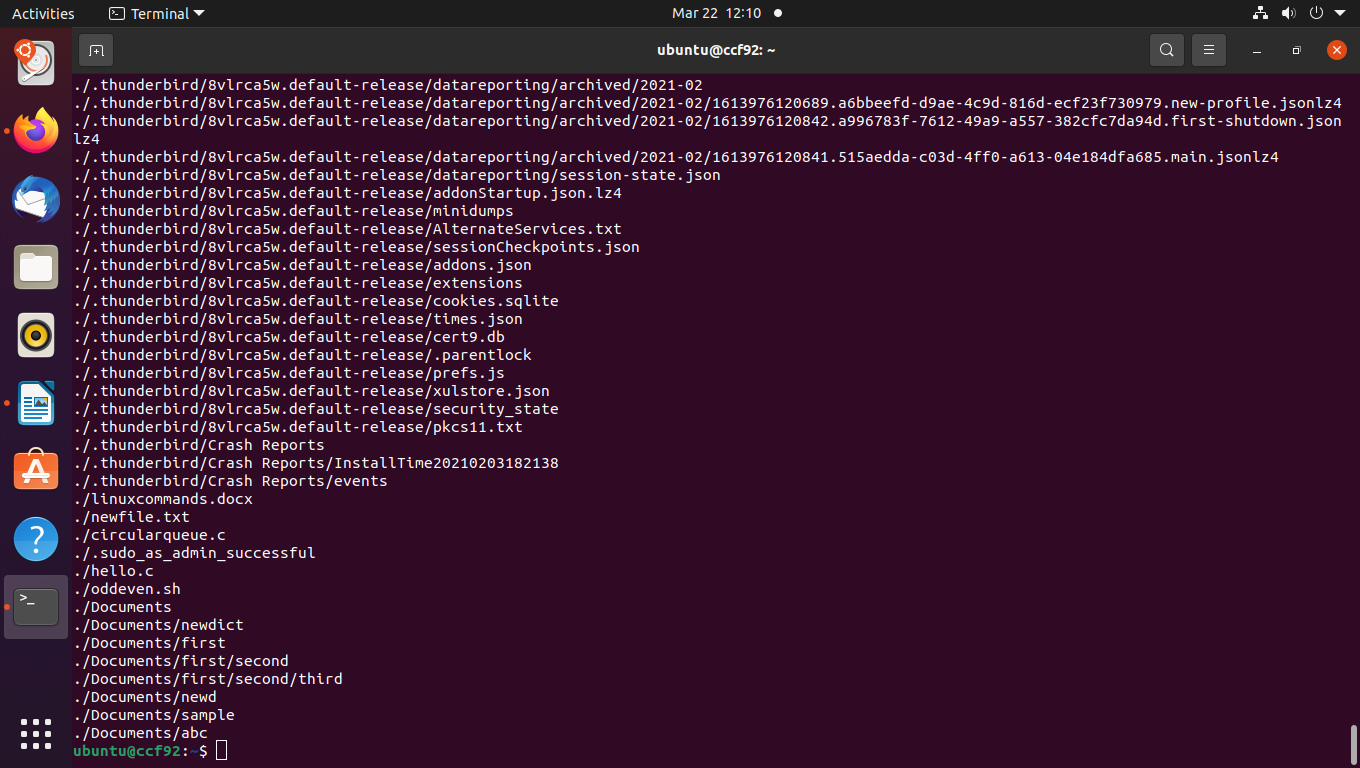 Activities
Terminal
Mar 22 12:10
ubuntu@ccf92: ~
./.thunderbird/8vlrca5w.default-release/datareporting/archived/2021-02
./.thunderbird/8vlrca5w.default-release/datareporting/archived/2021-02/1613976120689.a6bbeefd-d9ae-4c9d-816d-ecf23f730979.new-profile.jsonlz4
./.thunderbird/8vlrca5w.default-release/datareporting/archived/2021-02/1613976120842.a996783f-7612-49a9-a557-382cfc7da94d.first-shutdown.json
lz4
./.thunderbird/8vlrca5w.default-release/datareporting/archived/2021-02/1613976120841.515aedda-c03d-4ff0-a613-04e184dfa685.main.jsonlz4
./.thunderbird/8vlrca5w.default-release/datareporting/session-state.json
./.thunderbird/8vlrca5w.default-release/addonStartup.json.lz4
./.thunderbird/8vlrca5w.default-release/minidumps
./.thunderbird/8vlrca5w.default-release/AlternateServices.txt
./.thunderbird/8vlrca5w.default-release/sessionCheckpoints.json
./.thunderbird/8vlrca5w.default-release/addons.json
./.thunderbird/8vlrca5w.default-release/extensions
./.thunderbird/8vlrca5w.default-release/cookies.sqlite
./.thunderbird/8vlrca5w.default-release/times.json
./.thunderbird/8vlrca5w.default-release/cert9.db
./.thunderbird/8vlrca5w.default-release/.parentlock
./.thunderbird/8vlrca5w.default-release/prefs.js
./.thunderbird/8vlrca5w.default-release/xulstore.json
./.thunderbird/8vlrca5w.default-release/security_state
./.thunderbird/8vlrca5w.default-release/pkcs11.txt
./.thunderbird/Crash Reports
./.thunderbird/Crash Reports/InstallTime20210203182138
./.thunderbird/Crash Reports/events
./linuxcommands.docx
./newfile.txt
./circularqueue.c
./.sudo_as_admin_successful
./hello.c
./oddeven.sh
./Documents
./Documents/newdict
./Documents/first
./Documents/first/second
./Documents/first/second/third
./Documents/newd
./Documents/sample
./Documents/abc
ubuntu@ccf92:~$